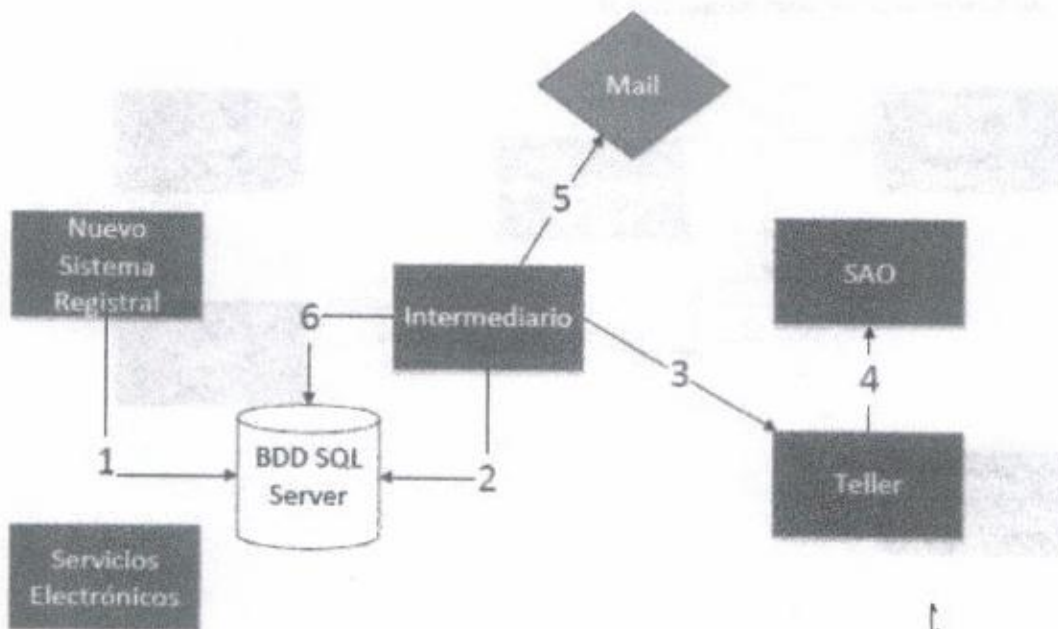 Mail
5
Nuevo
Sistema
Registral
6
Intermediario
SAO
3
4
1
BDD SQL
Server
2
Teller
Servicios
Electrónicos